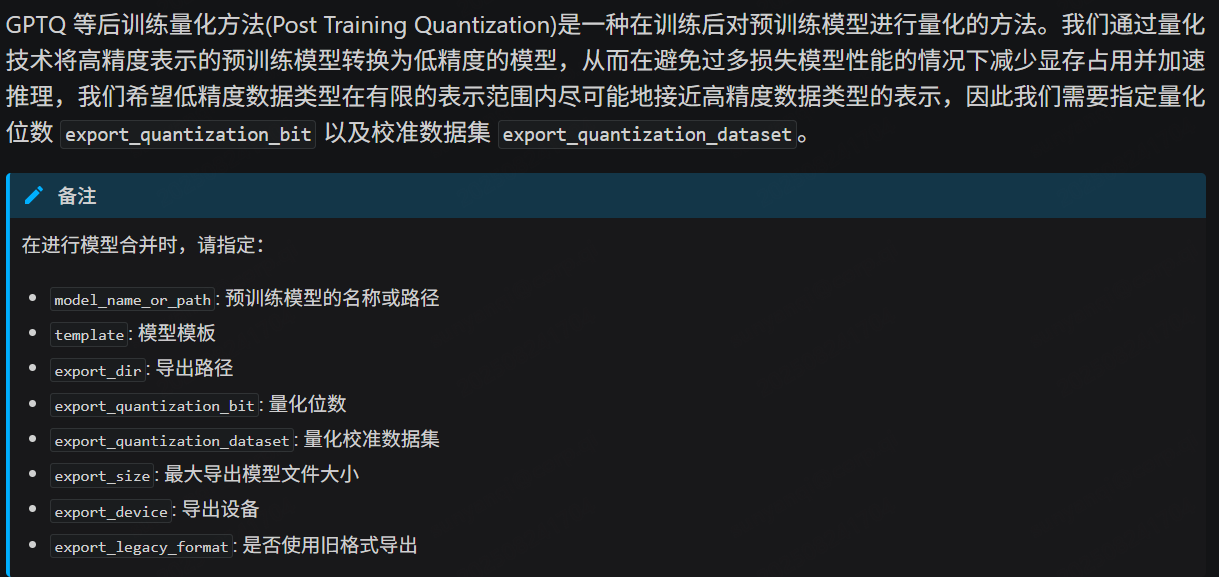 GPTQ 等后训练量化方法(Post Training Quantization)是一种在训练后对预训练模型进行量化的方法。我们通过量化
技术将高精度表示的预训练模型转换为低精度的模型，从而在避免过多损失模型性能的情况下减少显存占用并加速
推理，我们希望低精度数据类型在有限的表示范围内尽可能地接近高精度数据类型的表示，因此我们需要指定量化
位数 export_quantization_bit 以及校准数据集 export_quantization_dataset。
备注
在进行模型合并时，请指定：
• model_name_or_path: 预训练模型的名称或路径
• template: 模型模板
• export_dir: 导出路径
• export_quantization_bit: 量化位数
• export_quantization_dataset: 量化校准数据集
• export_size: 最大导出模型文件大小
• export_device: 导出设备
• export_legacy_format: 是否使用旧格式导出